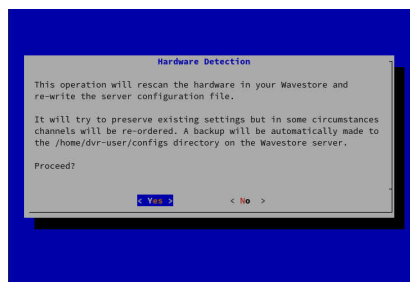 Hardware Detection
This operation will rescan the hardware in your Wavestore and
re-write the server configuration file.
It will try to preserve existing settings but in some circumstances
channels will be re-ordered. A backup will be automatically made to
the /home/dvr-user/configs directory on the Wavestore server.
Proceed?
< Yes > < No >